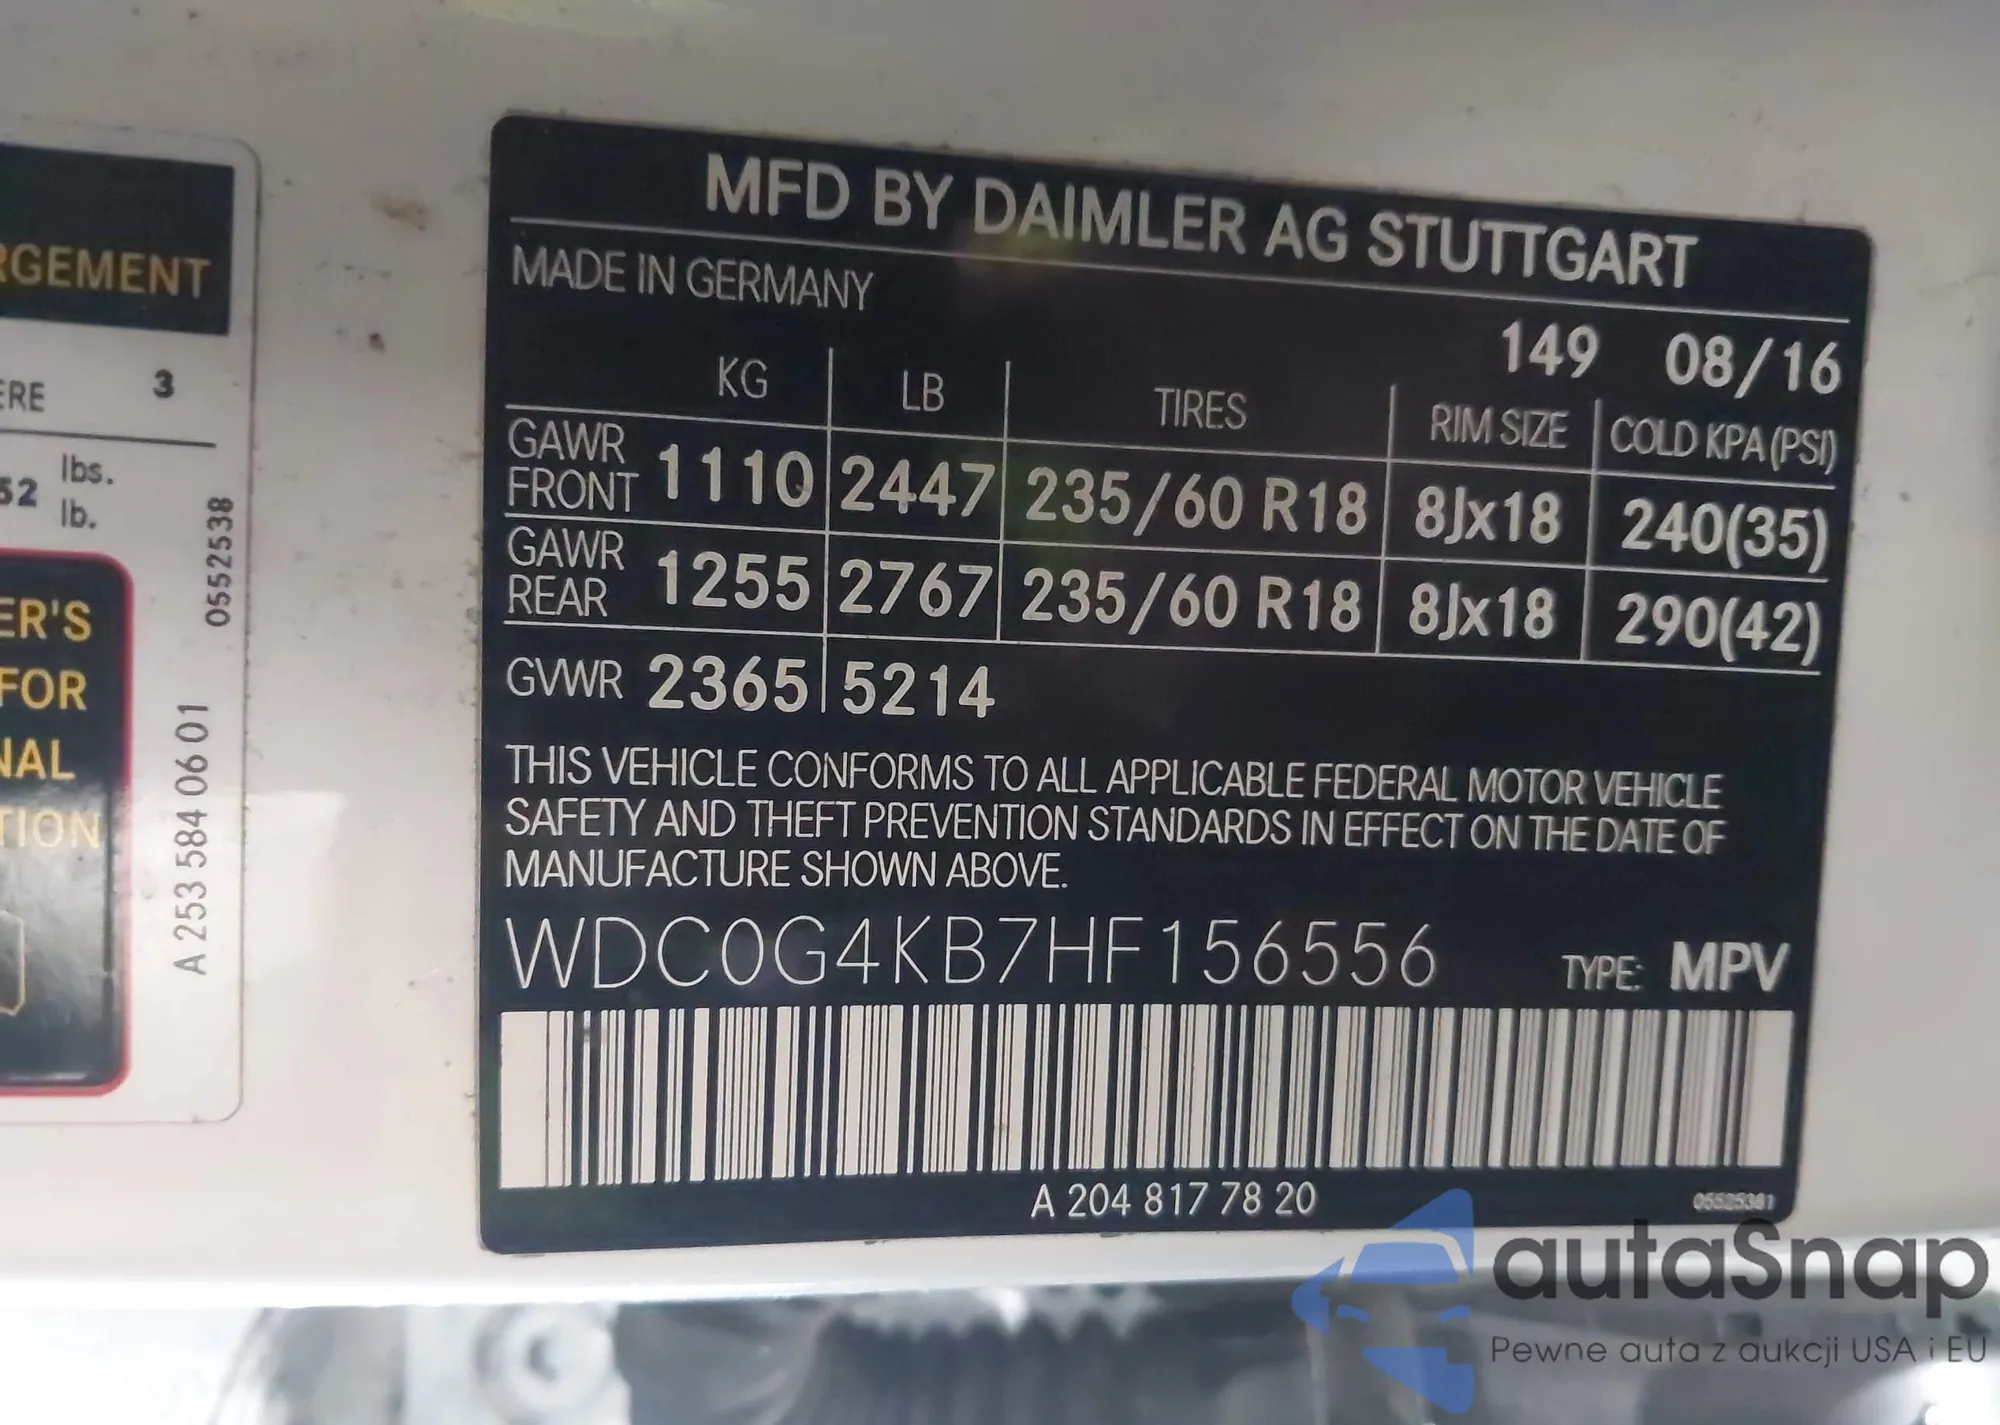 RGEMENT
ERE 3
52 lbs.
lb.
0552538
A 253 584 06 01
ER'S
FOR
NAL
TION
MFD BY DAIMLER AG STUTTGART
MADE IN GERMANY
149 08/16
KG LB TIRES RIM SIZE COLD KPA (PSI)
GAWR
FRONT 1110 2447 235/60 R18 8Jx18 240(35)
GAWR
REAR 1255 2767 235/60 R18 8Jx18 290(42)
GVWR 2365 5214
THIS VEHICLE CONFORMS TO ALL APPLICABLE FEDERAL MOTOR VEHICLE
SAFETY AND THEFT PREVENTION STANDARDS IN EFFECT ON THE DATE OF
MANUFACTURE SHOWN ABOVE.
WDC0G4KB7HF156556 TYPE: MPV
A 204 817 78 20
05525381
autaSnap
Pewne auta z aukcji USA i EU